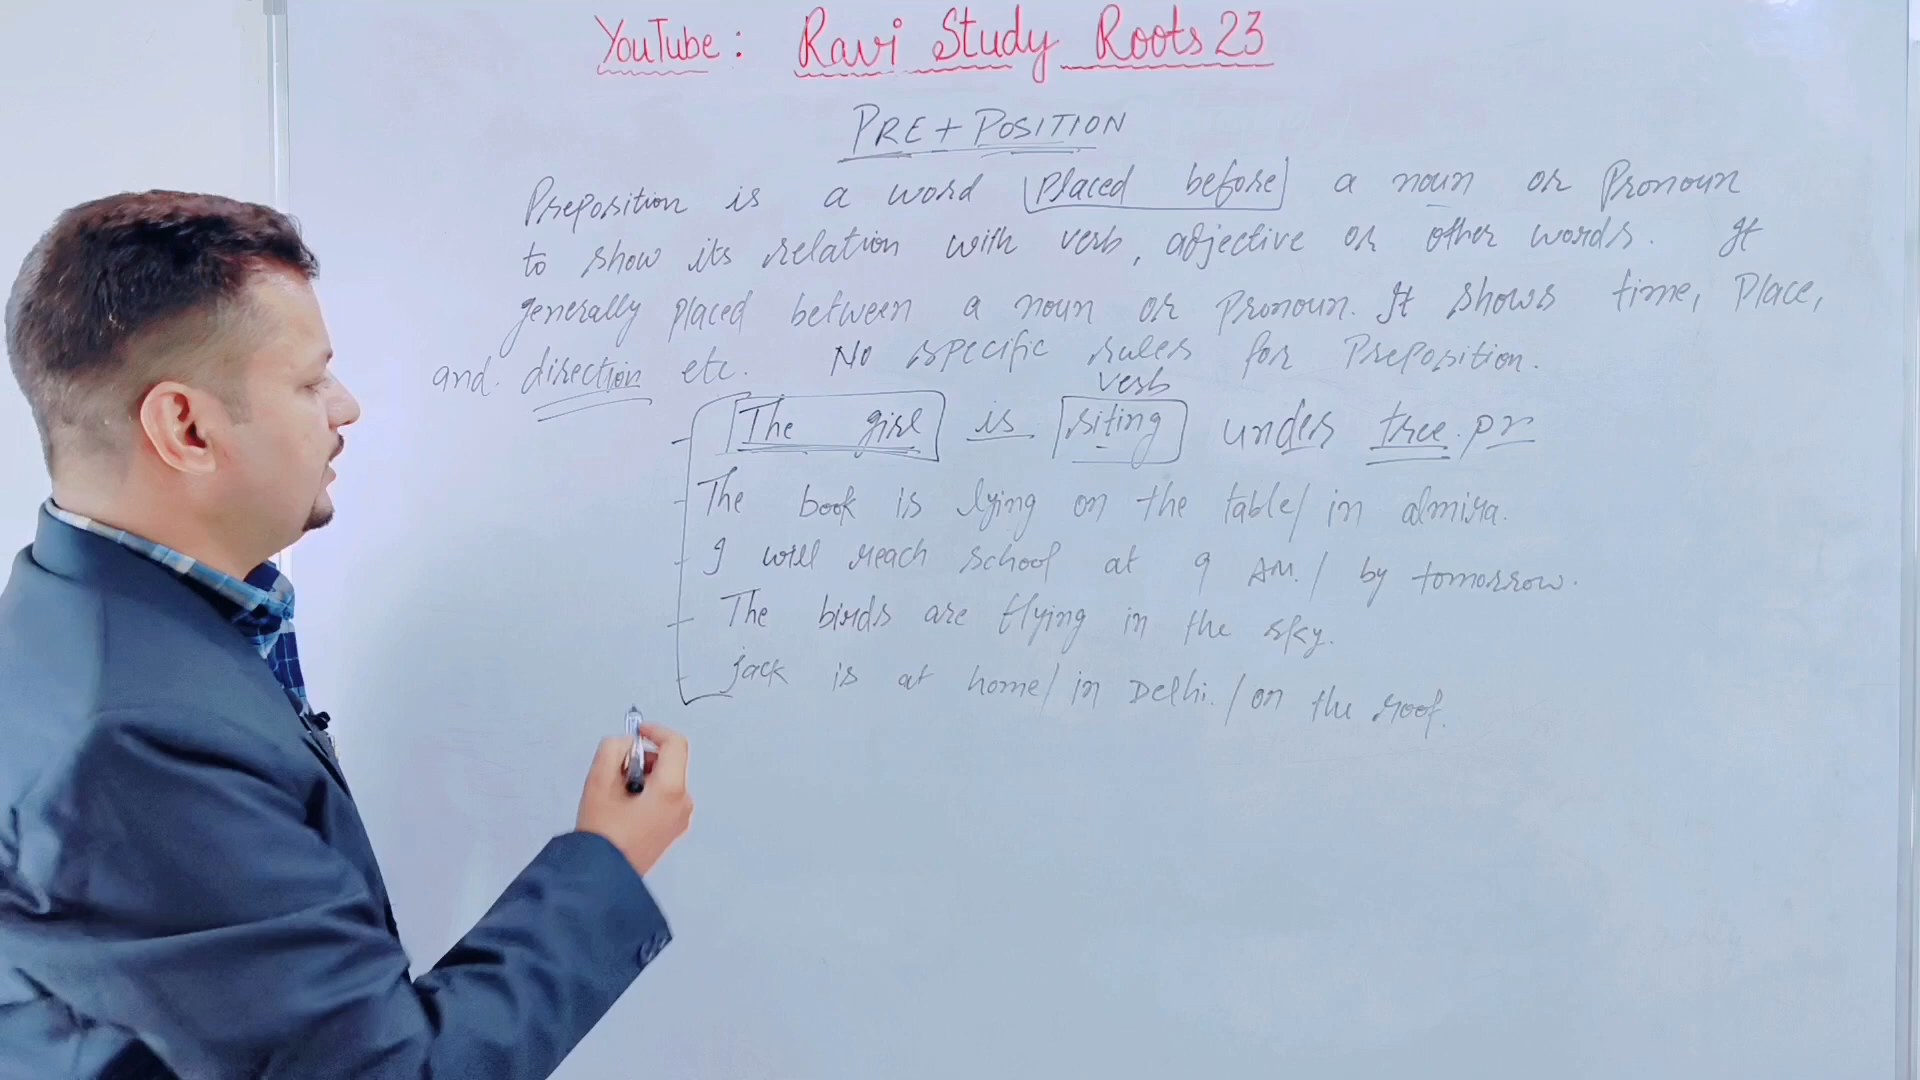 YouTube: Ravi Study Roots 23
PRE + POSITION
Preposition is a word placed before a noun or Pronoun
to show its relation with verb, adjective or other words. It
generally placed between a noun or Pronoun. It shows time, Place,
and. direction etc. No specific rules for Preposition.
verb
The girl is siting under tree. pr
The book is lying on the table/ in almira.
I will reach school at 9 AM./ by tomorrow.
The birds are flying in the sky.
jack is at home/ in Delhi./ on the roof.